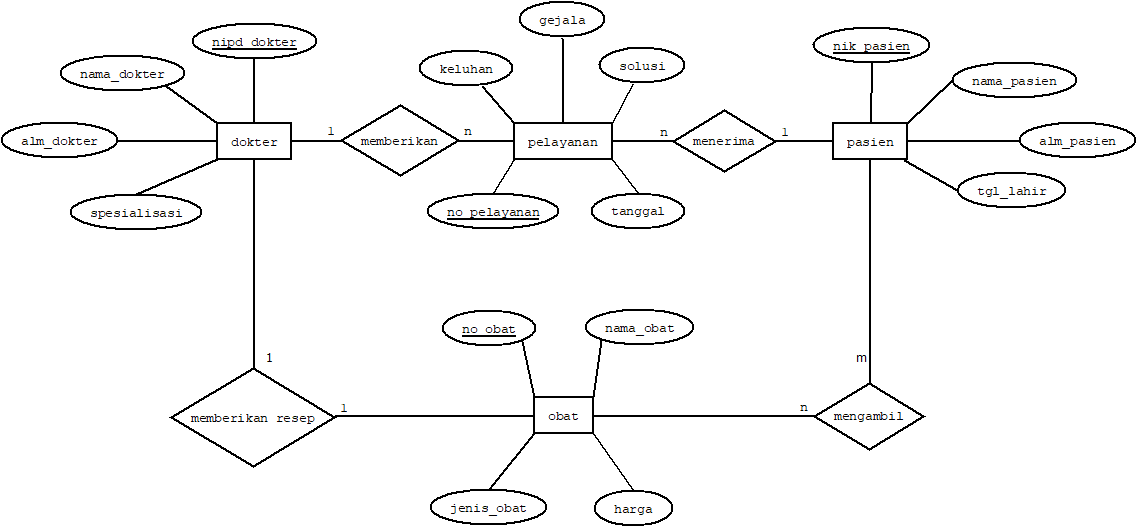 gejala
nipd_dokter
nik_pasien
keluhan
solusi
nama_dokter
nama_pasien
alm_dokter
dokter
1
memberikan
n
pelayanan
n
menerima
1
pasien
alm_pasien
spesialisasi
no_pelayanan
tanggal
tgl_lahir
no_obat
nama_obat
1
m
memberikan resep
1
obat
n
mengambil
jenis_obat
harga